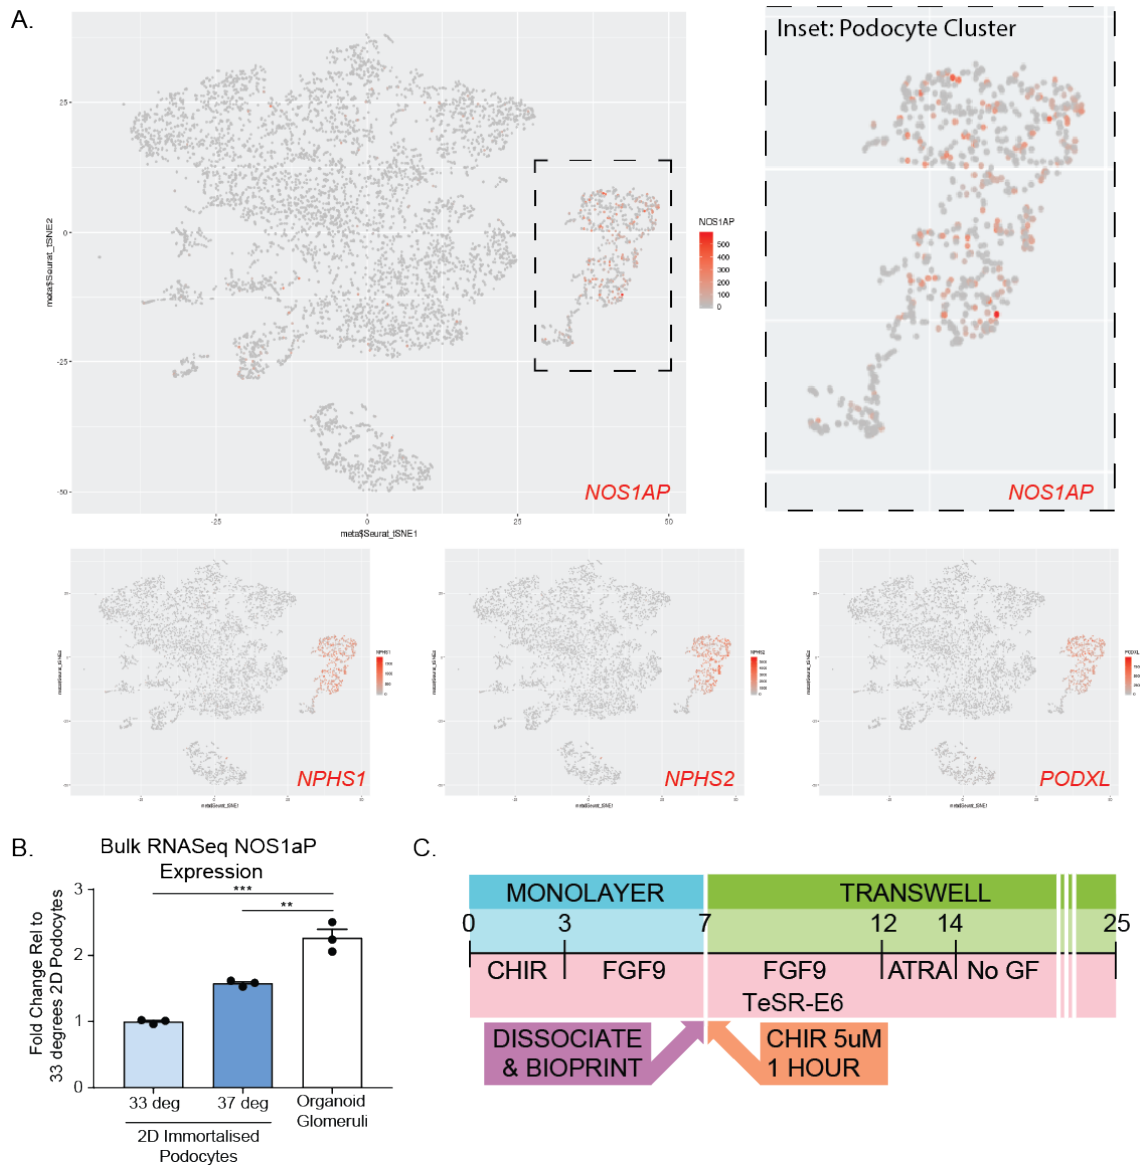 A.
Inset: Podocyte Cluster
25
0
-25
-50
meta$Seurat_tSNE2
-25
0
25
50
meta$Seurat_tSNE1
NOS1AP
500
400
300
200
100
0
NOS1AP
NOS1AP
NPHS1
NPHS1
NPHS2
NPHS2
PODXL
PODXL
B.
Bulk RNASeq NOS1aP
Expression
Fold Change Rel to
33 degrees 2D Podocytes
3
2
1
0
***
**
33 deg
37 deg
Organoid
Glomeruli
2D Immortalised
Podocytes
C.
MONOLAYER
TRANSWELL
0
3
7
12
14
25
CHIR
FGF9
FGF9
ATRA
No GF
TeSR-E6
DISSOCIATE
& BIOPRINT
CHIR 5uM
1 HOUR